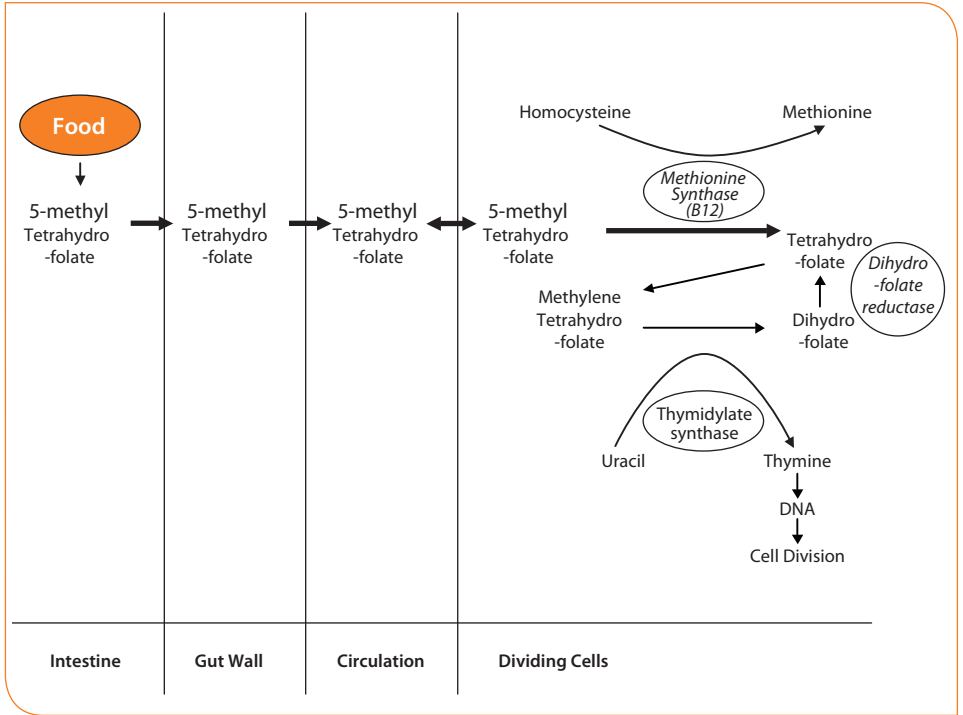 Food
5-methyl
Tetrahydro
-folate
5-methyl
Tetrahydro
-folate
5-methyl
Tetrahydro
-folate
5-methyl
Tetrahydro
-folate
Homocysteine
Methionine
Methionine
Synthase
(B12)
Tetrahydro
-folate
Dihydro
-folate
reductase
Methylene
Tetrahydro
-folate
Dihydro
-folate
Thymidylate
synthase
Uracil
Thymine
DNA
Cell Division
Intestine
Gut Wall
Circulation
Dividing Cells